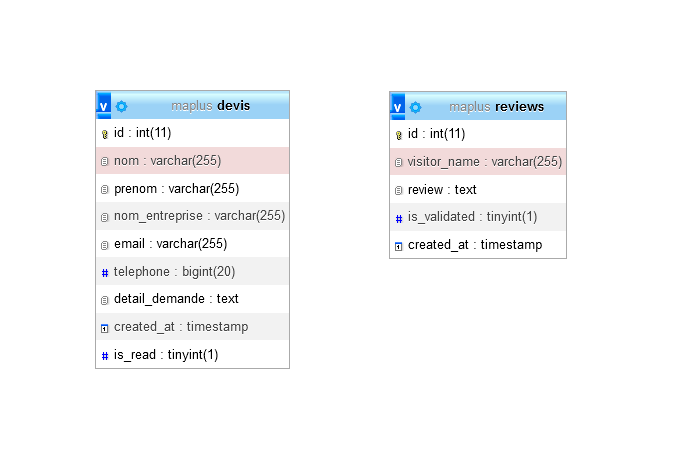 v maplus devis
id : int(11)
nom : varchar(255)
prenom : varchar(255)
nom_entreprise : varchar(255)
email : varchar(255)
# telephone : bigint(20)
detail_demande : text
created_at : timestamp
# is_read : tinyint(1)
v maplus reviews
id : int(11)
visitor_name : varchar(255)
review : text
# is_validated : tinyint(1)
created_at : timestamp